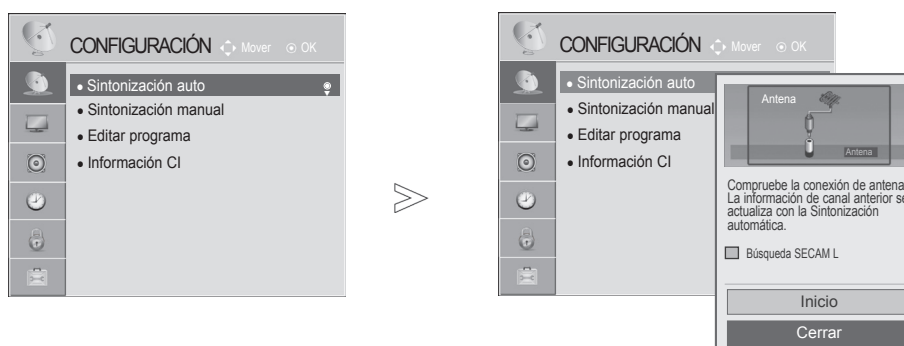 CONFIGURACIÓN Mover OK
• Sintonización auto
• Sintonización manual
• Editar programa
• Información CI
CONFIGURACIÓN Mover OK
• Sintonización auto
• Sintonización manual
• Editar programa
• Información CI
Antena
Antena
Compruebe la conexión de antena
La información de canal anterior se
actualiza con la Sintonización
automática.
Búsqueda SECAM L
Inicio
Cerrar